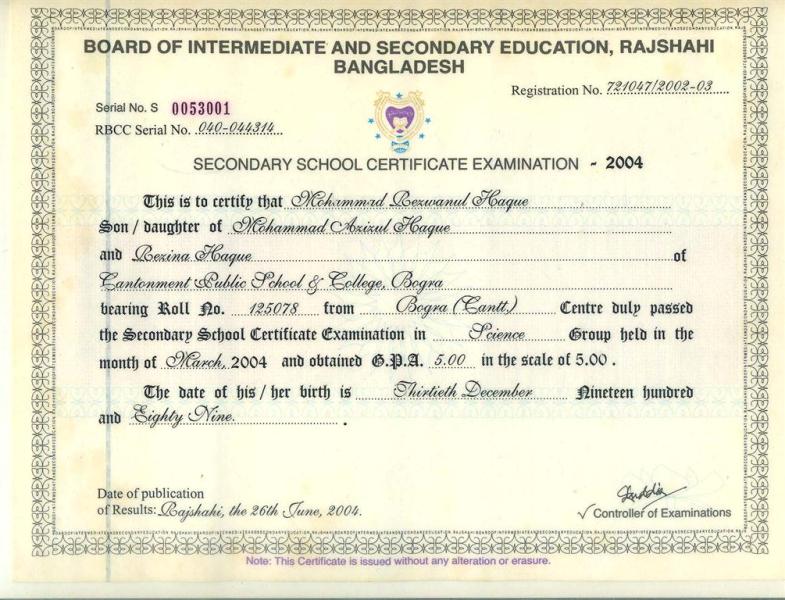 BOARD OF INTERMEDIATE AND SECONDARY EDUCATION, RAJSHAHI
BANGLADESH
Registration No. 721047/2002-03
Serial No. S 0053001
RBCC Serial No. 040-044314
SECONDARY SCHOOL CERTIFICATE EXAMINATION - 2004
This is to certify that Mohammad Rezwanul Haque
Son / daughter of Mohammad Azizul Haque
and Rezina Haque of
Cantonment Public School & College, Bogra
bearing Roll No. 125078 from Bogra (Cantt.) Centre duly passed
the Secondary School Certificate Examination in Science Group held in the
month of March, 2004 and obtained G.P.A. 5.00 in the scale of 5.00 .
The date of his / her birth is Thirtieth December Nineteen hundred
and Eighty Nine.
Date of publication
of Results: Rajshahi, the 26th June, 2004.
Controller of Examinations
Note: This Certificate is issued without any alteration or erasure.